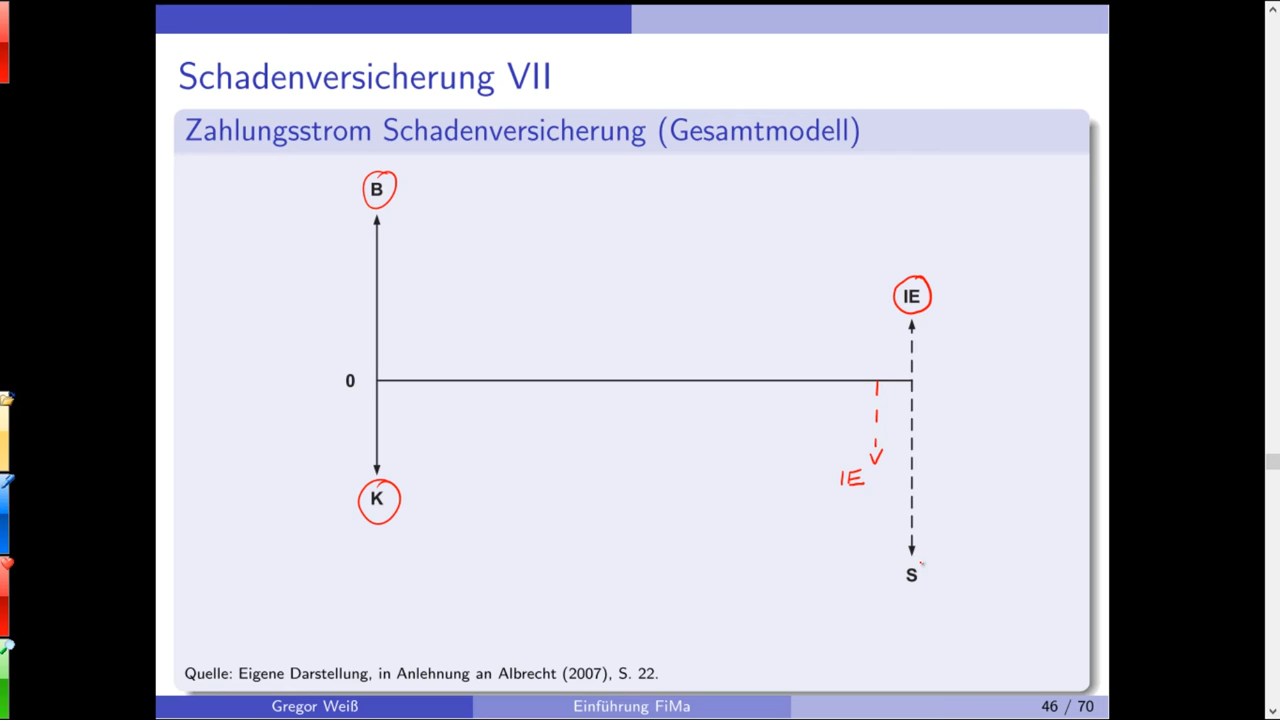 Schadenversicherung VII
Zahlungsstrom Schadenversicherung (Gesamtmodell)
B
IE
0
IE
K
S
Quelle: Eigene Darstellung, in Anlehnung an Albrecht (2007), S. 22.
Gregor Weiß
Einführung FiMa
46 / 70